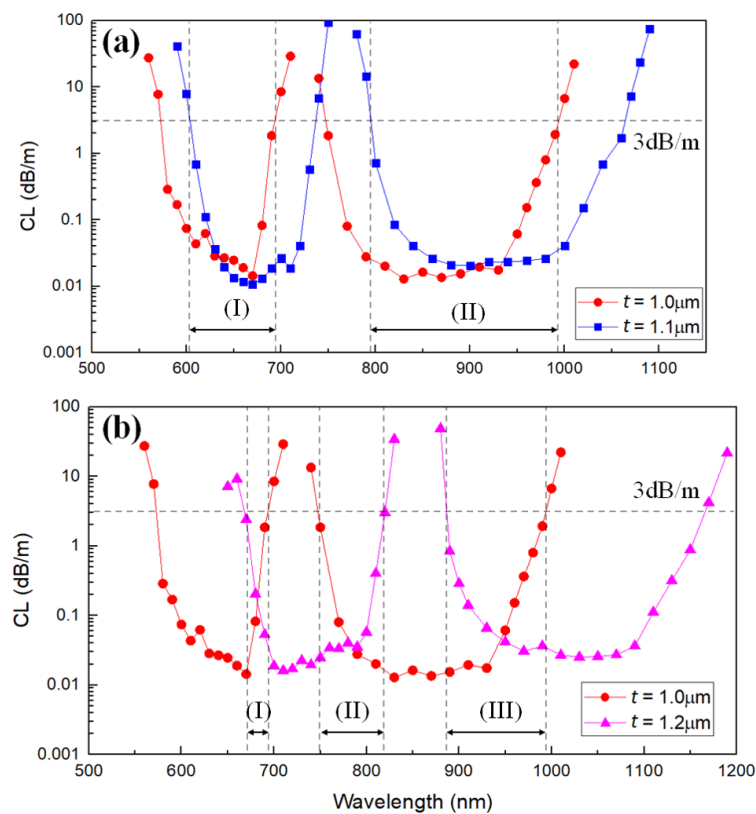 (a)
100
10
1
0.1
0.01
0.001
CL (dB/m)
3dB/m
(I)
(II)
t = 1.0μm
t = 1.1μm
500 600 700 800 900 1000 1100
(b)
100
10
1
0.1
0.01
0.001
CL (dB/m)
3dB/m
(I)
(II)
(III)
t = 1.0μm
t = 1.2μm
500 600 700 800 900 1000 1100 1200
Wavelength (nm)